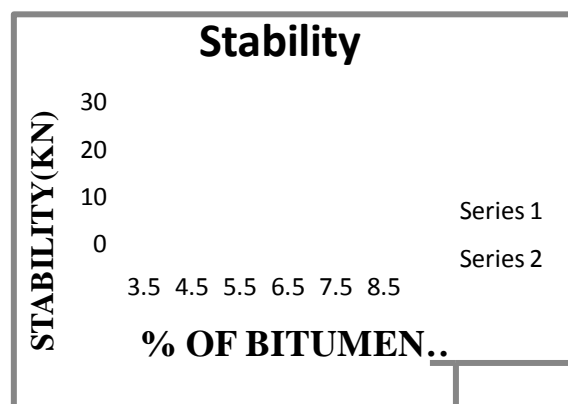 Stability
STABILITY(KN)
30
20
10
0
3.5 4.5 5.5 6.5 7.5 8.5
% OF BITUMEN..
Series 1
Series 2